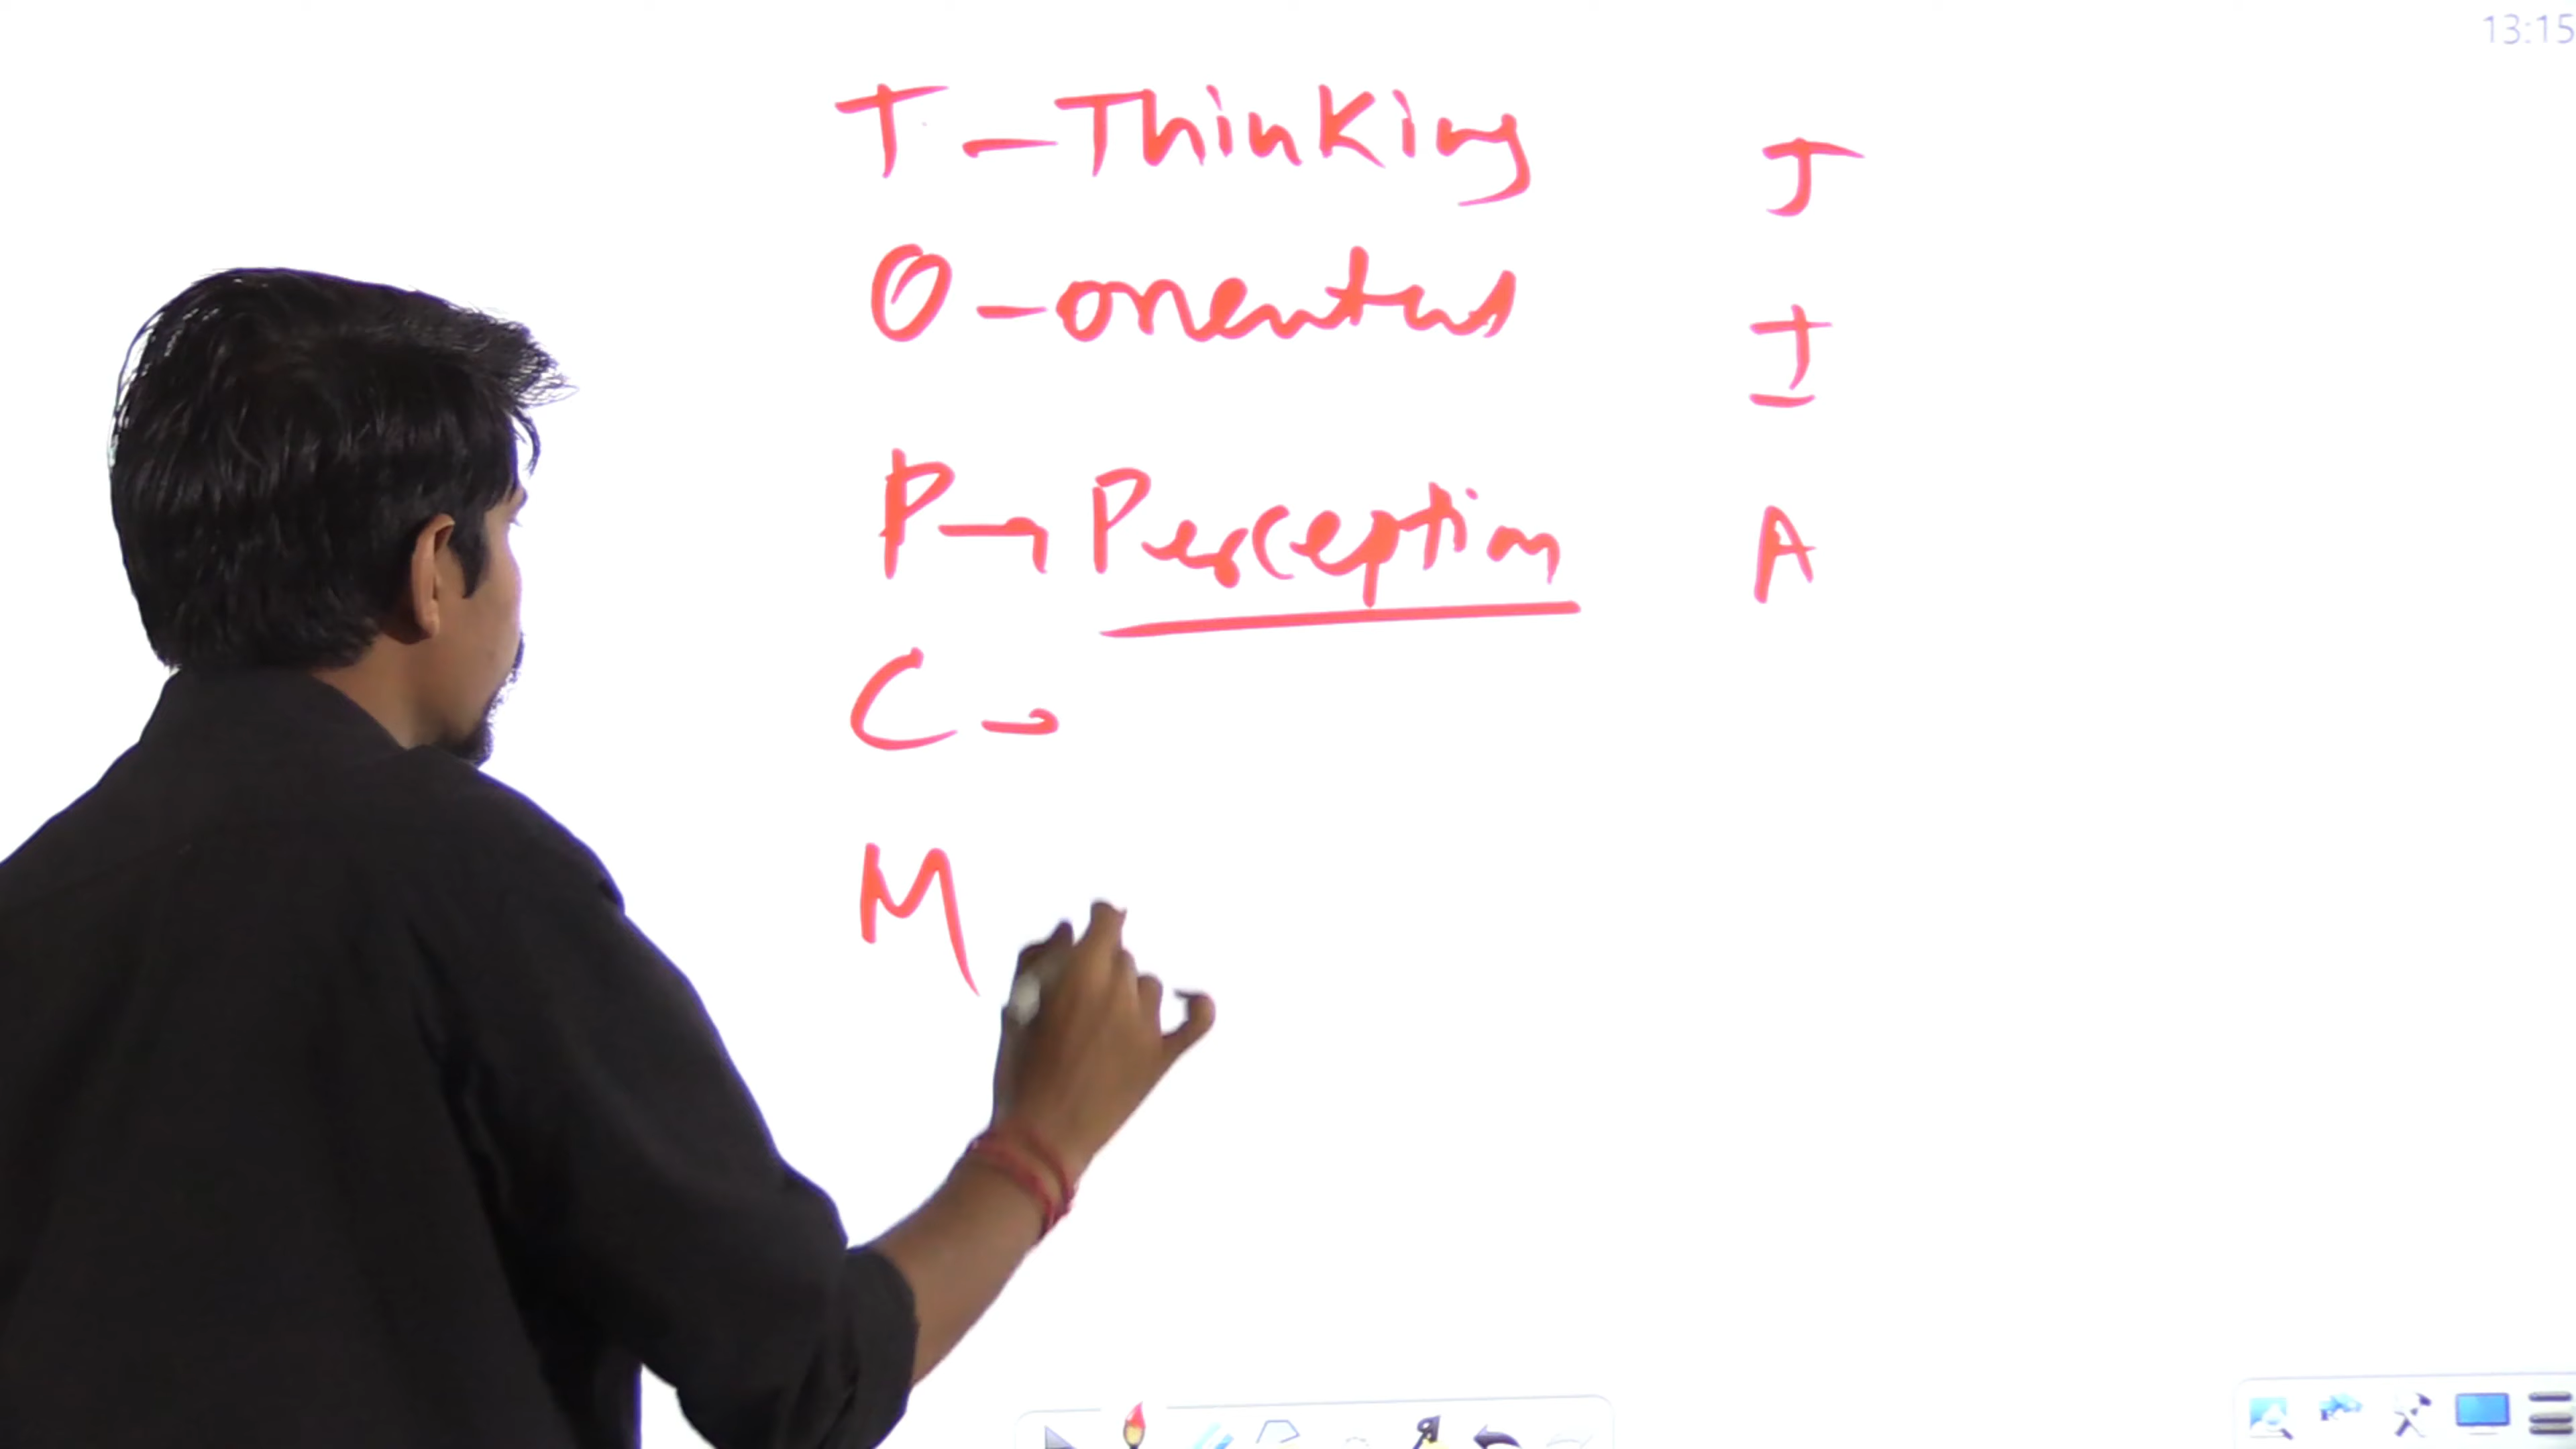 13:15
T - Thinking J
O - oriented I
P → Perception A
C -
M